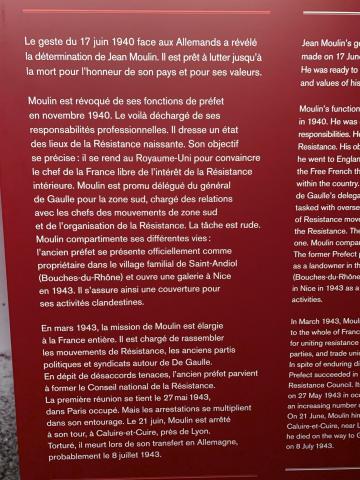 Le geste du 17 juin 1940 face aux Allemands a révélé
la détermination de Jean Moulin. Il est prêt à lutter jusqu'à
la mort pour l'honneur de son pays et pour ses valeurs.
Moulin est révoqué de ses fonctions de préfet
en novembre 1940. Le voilà déchargé de ses
responsabilités professionnelles. Il dresse un état
des lieux de la Résistance naissante. Son objectif
se précise : il se rend au Royaume-Uni pour convaincre
le chef de la France libre de l'intérêt de la Résistance
intérieure. Moulin est promu délégué du général
de Gaulle pour la zone sud, chargé des relations
avec les chefs des mouvements de zone sud
et de l'organisation de la Résistance. La tâche est rude.
Moulin compartimente ses différentes vies :
l'ancien préfet se présente officiellement comme
propriétaire dans le village familial de Saint-Andiol
(Bouches-du-Rhône) et ouvre une galerie à Nice
en 1943. Il s'assure ainsi une couverture pour
ses activités clandestines.
En mars 1943, la mission de Moulin est élargie
à la France entière. Il est chargé de rassembler
les mouvements de Résistance, les anciens partis
politiques et syndicats autour de De Gaulle.
En dépit de désaccords tenaces, l'ancien préfet parvient
à former le Conseil national de la Résistance.
La première réunion se tient le 27 mai 1943,
dans Paris occupé. Mais les arrestations se multiplient
dans son entourage. Le 21 juin, Moulin est arrêté
à son tour, à Caluire-et-Cuire, près de Lyon.
Torturé, il meurt lors de son transfert en Allemagne,
probablement le 8 juillet 1943.
Jean Moulin's
made on 17 June
He was ready to
and values of his
Moulin's function
in 1940. He was
responsibilities. He
Resistance. His ob
he went to England
the Free French th
within the country.
de Gaulle's delega
tasked with oversee
of Resistance move
the Resistance. The
one. Moulin compar
The former Prefect p
as a landowner in th
(Bouches-du-Rhône
in Nice in 1943 as a
activities.
In March 1943, Mouli
to the whole of France
for uniting resistance
parties, and trade unio
In spite of enduring di
Prefect succeeded in
Resistance Council. It
on 27 May 1943 in oc
an increasing number o
On 21 June, Moulin him
Caluire-et-Cuire, near L
he died on the way to G
on 8 July 1943.